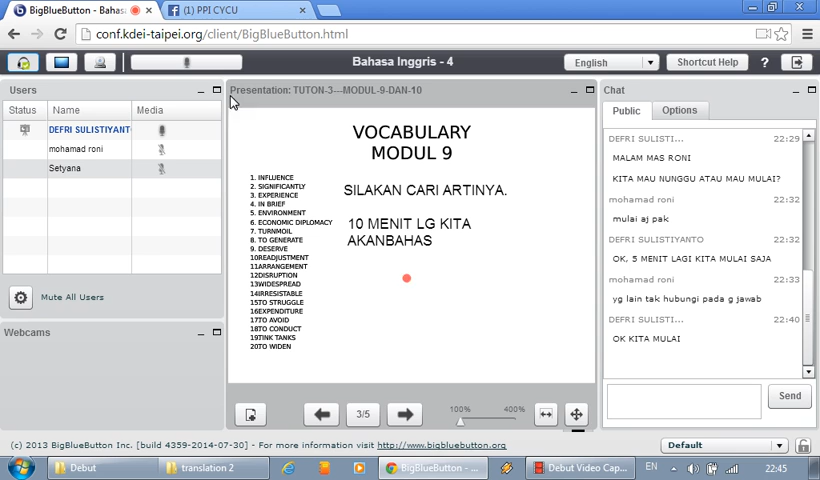 BigBlueButton - Bahasa
(1) PPI CYCU
conf.kdei-taipei.org/client/BigBlueButton.html
Bahasa Inggris - 4
English
Shortcut Help
?
Users
Status
Name
Media
DEFRI SULISTIYANT
mohamad roni
Setyana
Mute All Users
Webcams
Presentation: TUTON-3---MODUL-9-DAN-10
VOCABULARY
MODUL 9
1. INFLUENCE
2. SIGNIFICANTLY
3. EXPERIENCE
4. IN BRIEF
5. ENVIRONMENT
6. ECONOMIC DIPLOMACY
7. TURNMOIL
8. TO GENERATE
9. DESERVE
10READJUSTMENT
11ARRANGEMENT
12DISRUPTION
13WIDESPREAD
14IRRESISTABLE
15TO STRUGGLE
16EXPENDITURE
17TO AVOID
18TO CONDUCT
19TINK TANKS
20TO WIDEN
SILAKAN CARI ARTINYA.
10 MENIT LG KITA
AKANBAHAS
3/5
100%
400%
Chat
Public
Options
DEFRI SULISTI...
22:29
MALAM MAS RONI
KITA MAU NUNGGU ATAU MAU MULAI?
mohamad roni
22:32
mulai aj pak
DEFRI SULISTIYANTO
22:32
OK, 5 MENIT LAGI KITA MULAI SAJA
mohamad roni
22:33
yg lain tak hubungi pada g jawab
DEFRI SULISTI...
22:40
OK KITA MULAI
Send
(c) 2013 BigBlueButton Inc. [build 4359-2014-07-30] - For more information visit http://www.bigbluebutton.org
Default
Debut
translation 2
BigBlueButton - ...
Debut Video Cap...
EN
22:45